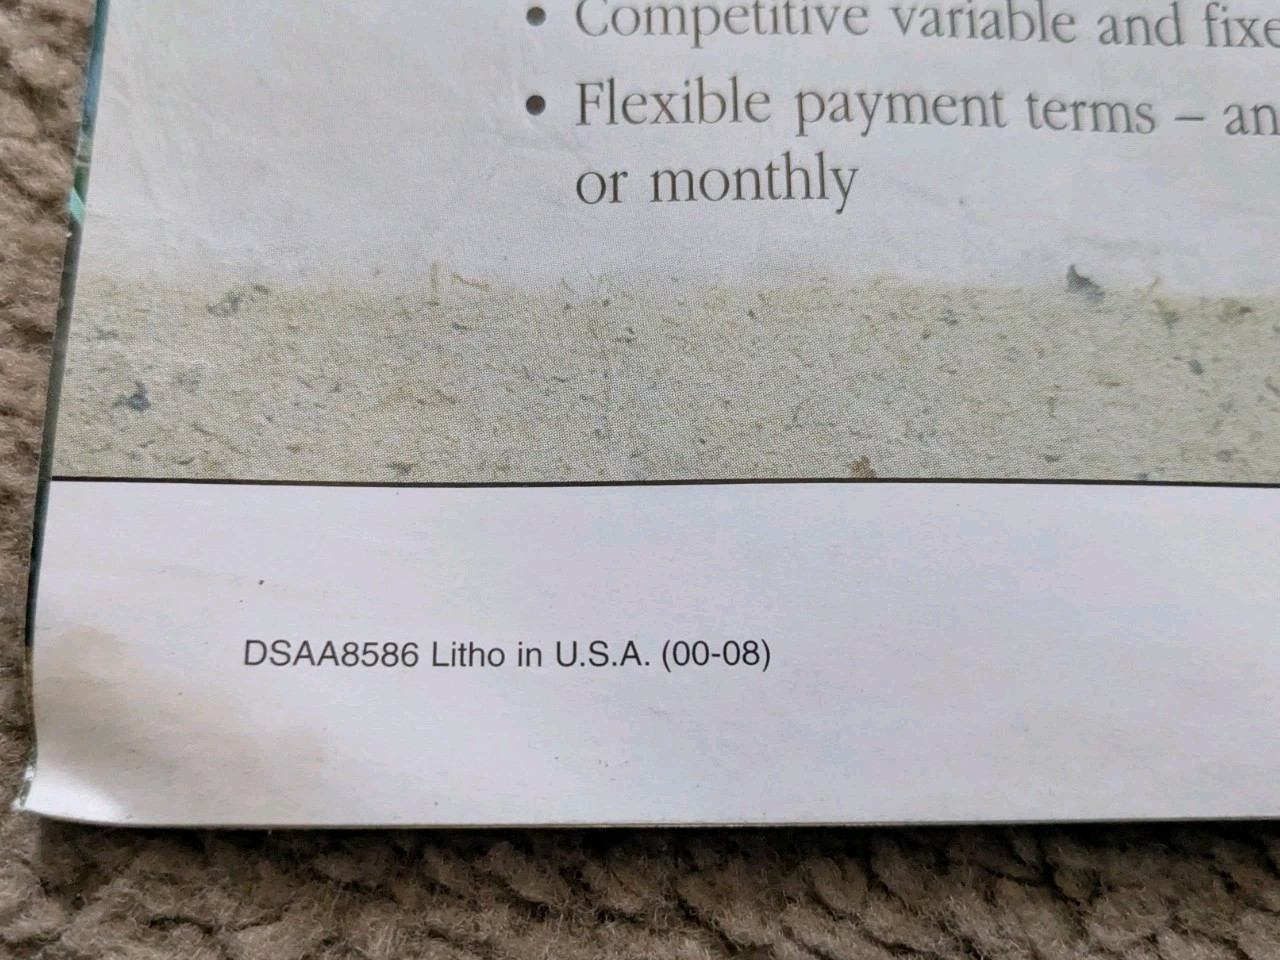 • Competitive variable and fixe
• Flexible payment terms – an
or monthly
DSAA8586 Litho in U.S.A. (00-08)